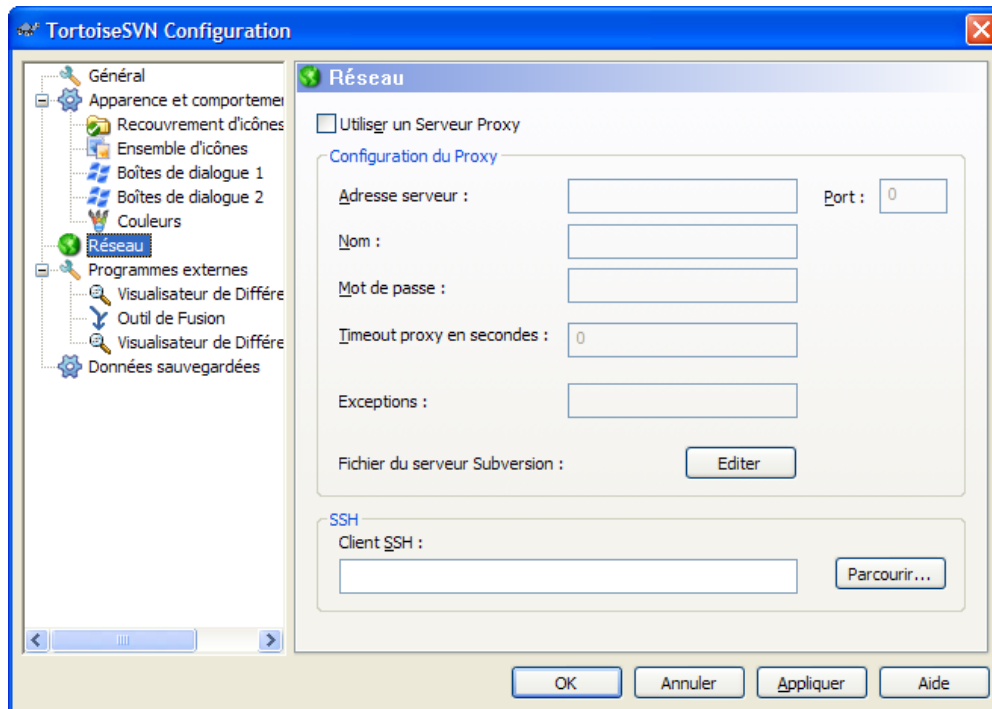 TortoiseSVN Configuration
Général
Apparence et comportemer
Recouvrement d'icônes
Ensemble d'icônes
Boîtes de dialogue 1
Boîtes de dialogue 2
Couleurs
Réseau
Programmes externes
Visualisateur de Différe
Outil de Fusion
Visualisateur de Différe
Données sauvegardées
Réseau
Utiliser un Serveur Proxy
Configuration du Proxy
Adresse serveur :
Port : 0
Nom :
Mot de passe :
Timeout proxy en secondes : 0
Exceptions :
Fichier du serveur Subversion : Editer
SSH
Client SSH :
Parcourir...
OK Annuler Appliquer Aide